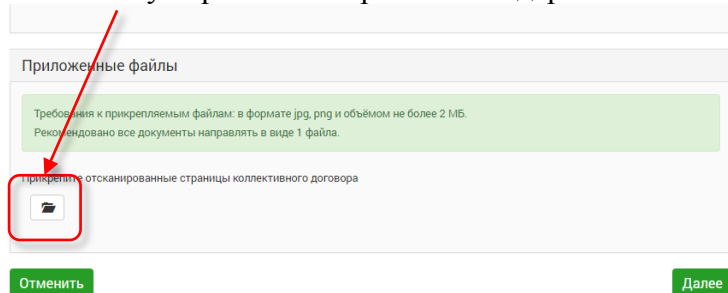 Приложенные файлы
Требования к прикрепляемым файлам: в формате jpg, png и объёмом не более 2 МБ.
Рекомендовано все документы направлять в виде 1 файла.
Прикрепите отсканированные страницы коллективного договора
Отменить
Далее